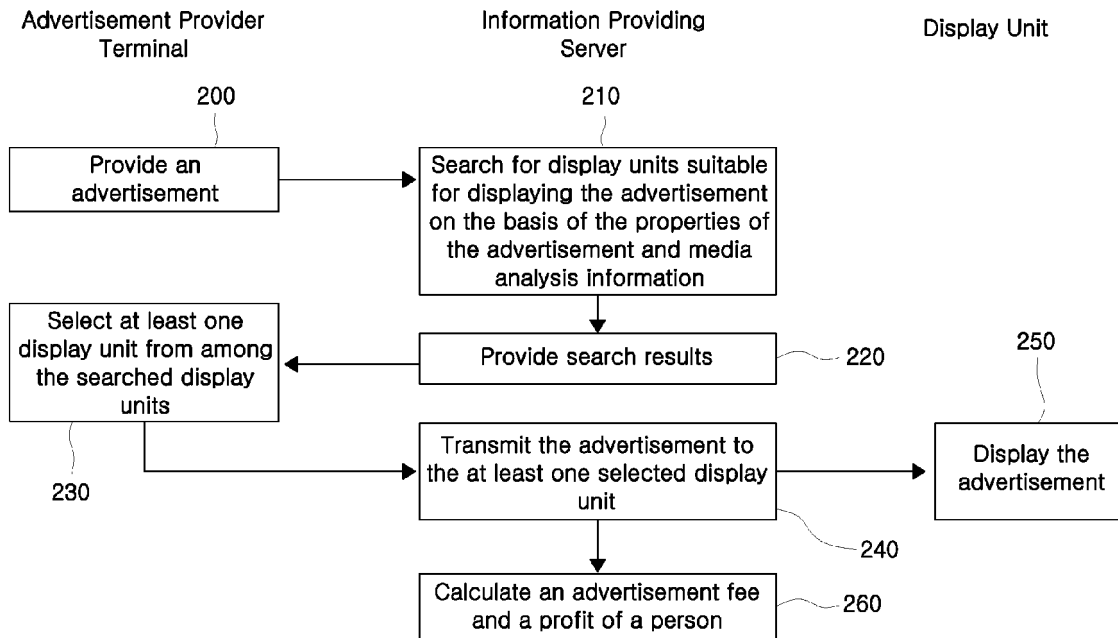 Advertisement Provider
Terminal
Information Providing
Server
Display Unit
200
210
Provide an
advertisement
Search for display units suitable
for displaying the advertisement
on the basis of the properties of
the advertisement and media
analysis information
Select at least one
display unit from among
the searched display
units
Provide search results
220
250
230
Transmit the advertisement to
the at least one selected display
unit
Display the
advertisement
240
Calculate an advertisement fee
and a profit of a person
260